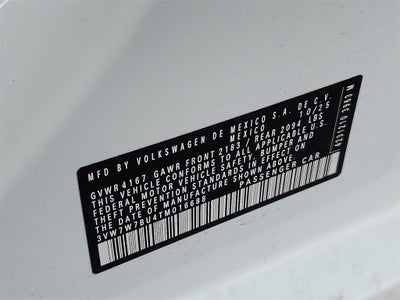 MFD BY VOLKSWAGEN DE MEXICO S.A. DE C.V.
MEXICO 10/25
GVWR 4167 GAWR FRONT 2183 / REAR 2094 LBS
THIS VEHICLE CONFORMS TO ALL APPLICABLE
FEDERAL MOTOR VEHICLE SAFETY, BUMPER AND
THEFT PREVENTION STANDARDS IN EFFECT ON THE
DATE OF MANUFACTURE SHOWN ABOVE.
3VW7W7BU4TM016688 PASSENGER CAR